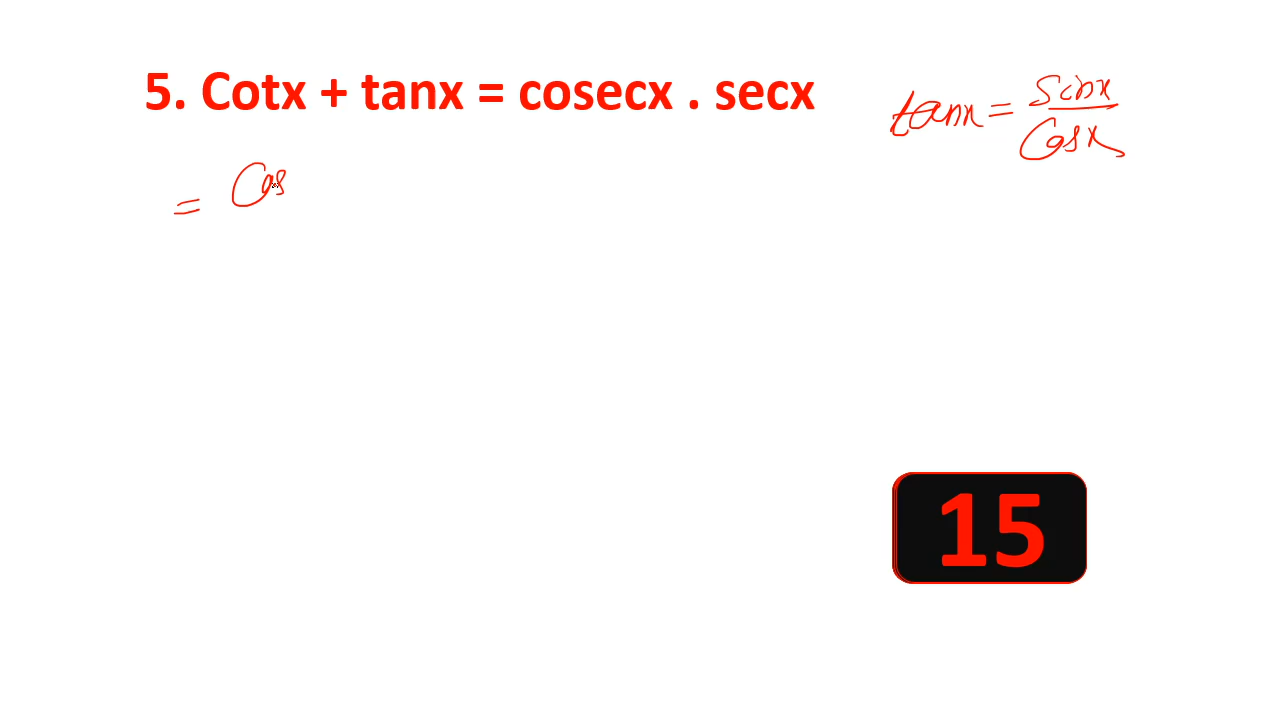 5. Cotx + tanx = cosecx . secx
tanx = sinx / Cosx
= Cos
15